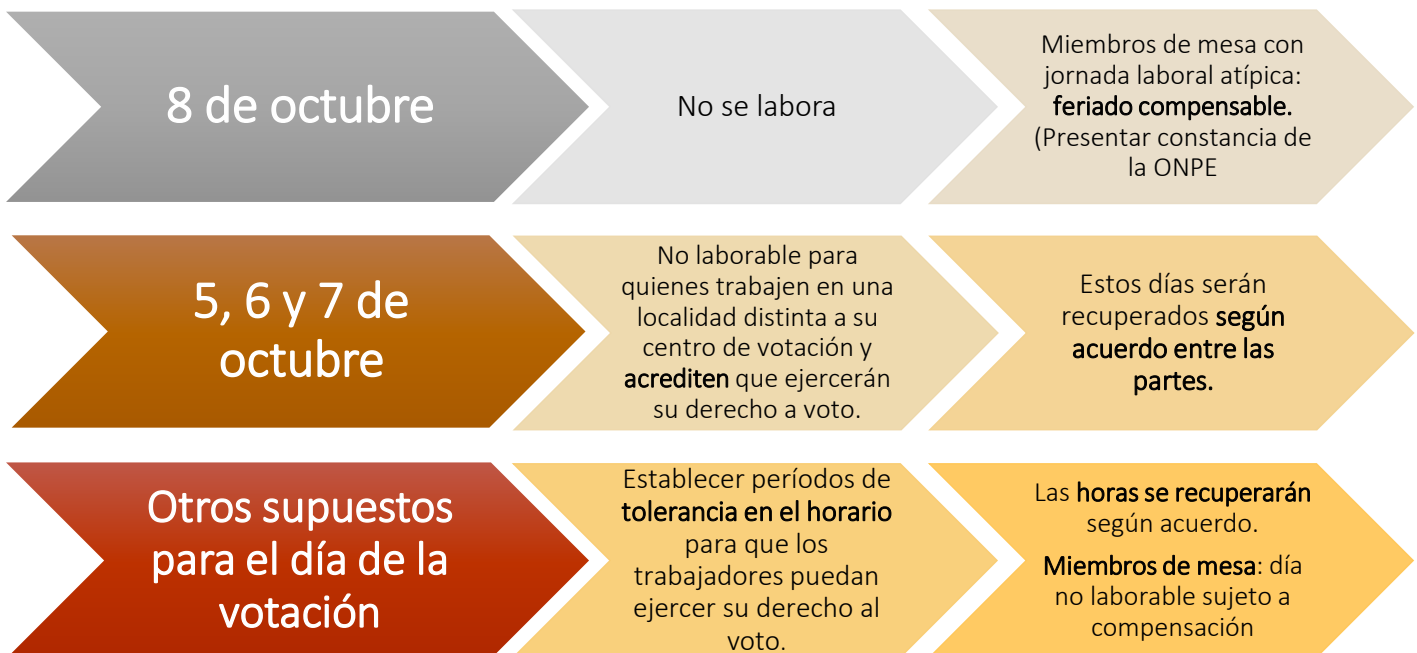 8 de octubre
No se labora
Miembros de mesa con
jornada laboral atípica:
feriado compensable.
(Presentar constancia de
la ONPE
5, 6 y 7 de
octubre
No laborable para
quienes trabajen en una
localidad distinta a su
centro de votación y
acrediten que ejercerán
su derecho a voto.
Estos días serán
recuperados según
acuerdo entre las
partes.
Otros supuestos
para el día de la
votación
Establecer períodos de
tolerancia en el horario
para que los
trabajadores puedan
ejercer su derecho al
voto.
Las horas se recuperarán
según acuerdo.
Miembros de mesa: día
no laborable sujeto a
compensación